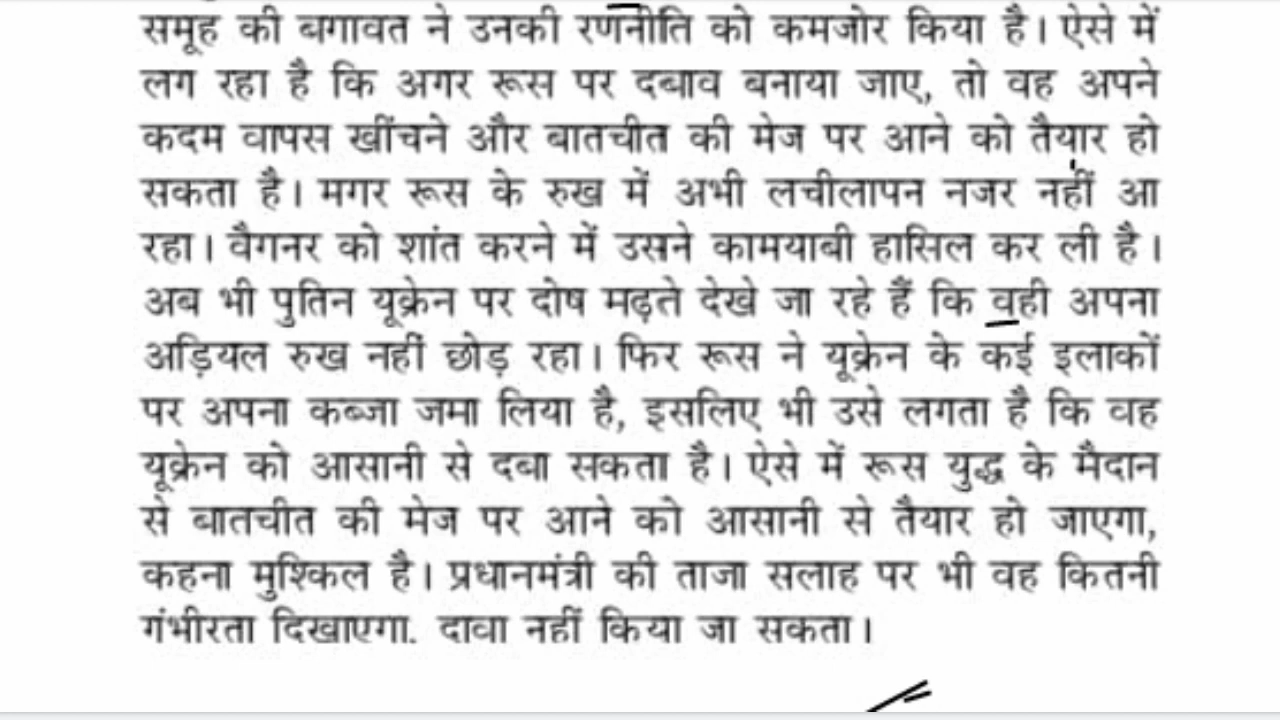 समूह की बगावत ने उनकी रणनीति को कमजोर किया है। ऐसे में
लग रहा है कि अगर रूस पर दबाव बनाया जाए, तो वह अपने
कदम वापस खींचने और बातचीत की मेज पर आने को तैयार हो
सकता है। मगर रूस के रुख में अभी लचीलापन नजर नहीं आ
रहा। वैगनर को शांत करने में उसने कामयाबी हासिल कर ली है।
अब भी पुतिन यूक्रेन पर दोष मढ़ते देखे जा रहे हैं कि वही अपना
अड़ियल रुख नहीं छोड़ रहा। फिर रूस ने यूक्रेन के कई इलाकों
पर अपना कब्जा जमा लिया है, इसलिए भी उसे लगता है कि वह
यूक्रेन को आसानी से दबा सकता है। ऐसे में रूस युद्ध के मैदान
से बातचीत की मेज पर आने को आसानी से तैयार हो जाएगा,
कहना मुश्किल है। प्रधानमंत्री की ताजा सलाह पर भी वह कितनी
गंभीरता दिखाएगा. दावा नहीं किया जा सकता।